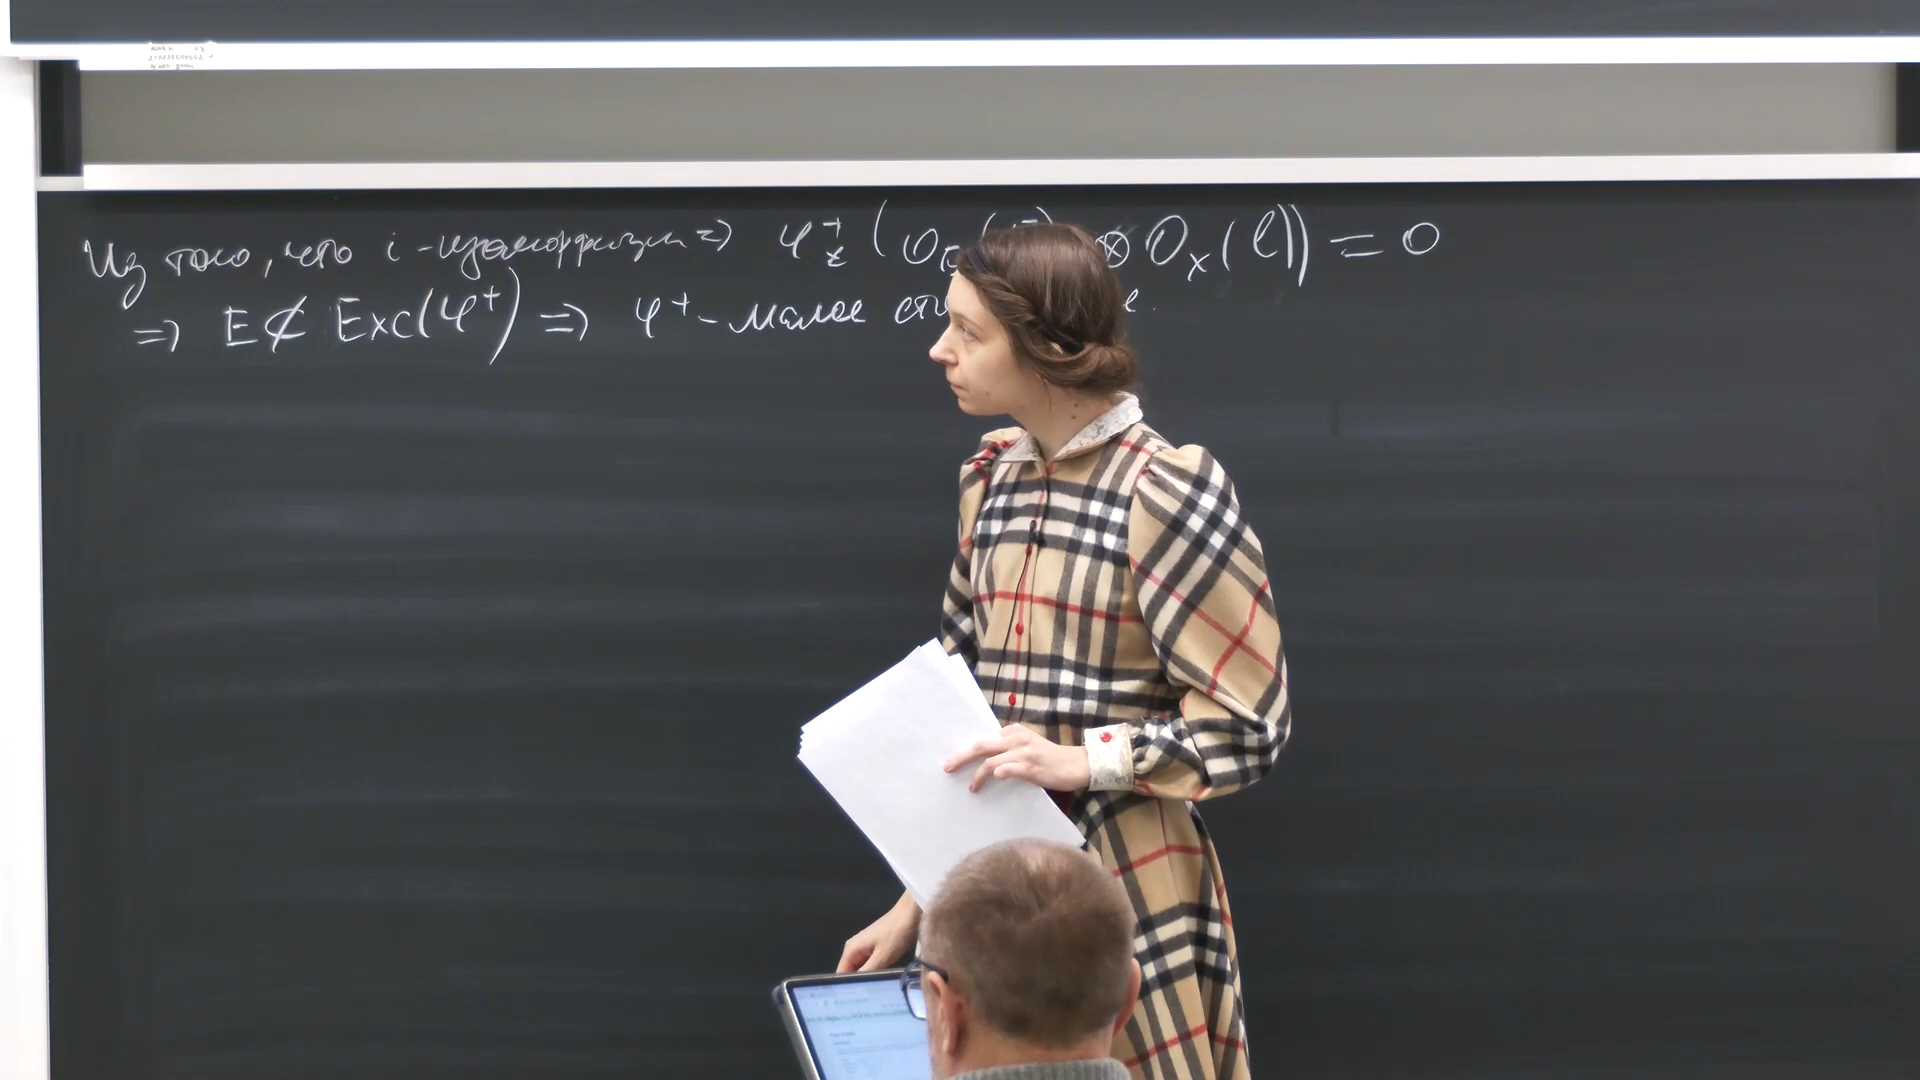 Из того, что i - изоморфизм ⇒ φ⁺_* (O_E( ⊗ O_X(l)) = 0
⇒ E ⊄ Exc(φ⁺) ⇒ φ⁺ - малое